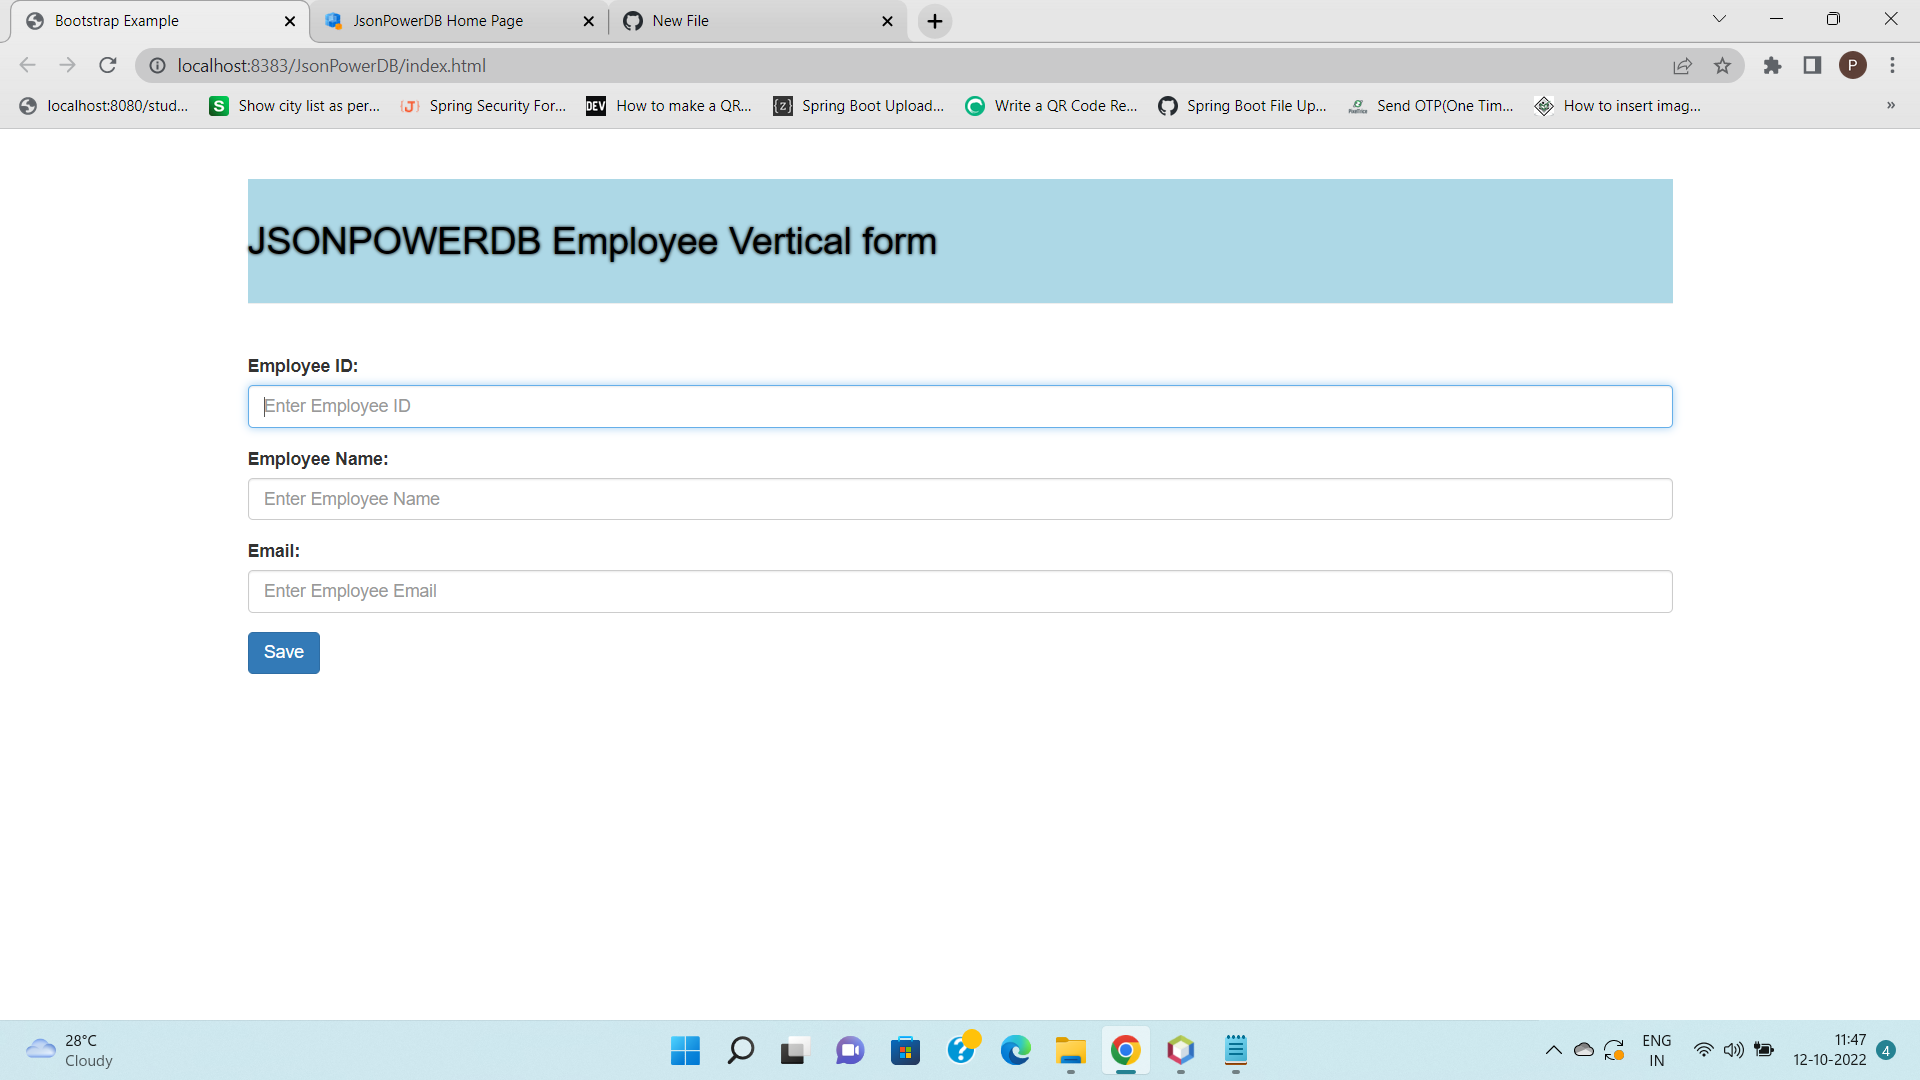 Bootstrap Example
JsonPowerDB Home Page
New File
localhost:8383/JsonPowerDB/index.html
P
localhost:8080/stud...
S Show city list as per...
{J} Spring Security For...
DEV How to make a QR...
{z} Spring Boot Upload...
Write a QR Code Re...
Spring Boot File Up...
Send OTP(One Tim...
How to insert imag...
»
JSONPOWERDB Employee Vertical form
Employee ID:
Enter Employee ID
Employee Name:
Enter Employee Name
Email:
Enter Employee Email
Save
28°C
Cloudy
ENG
IN
11:47
12-10-2022
4